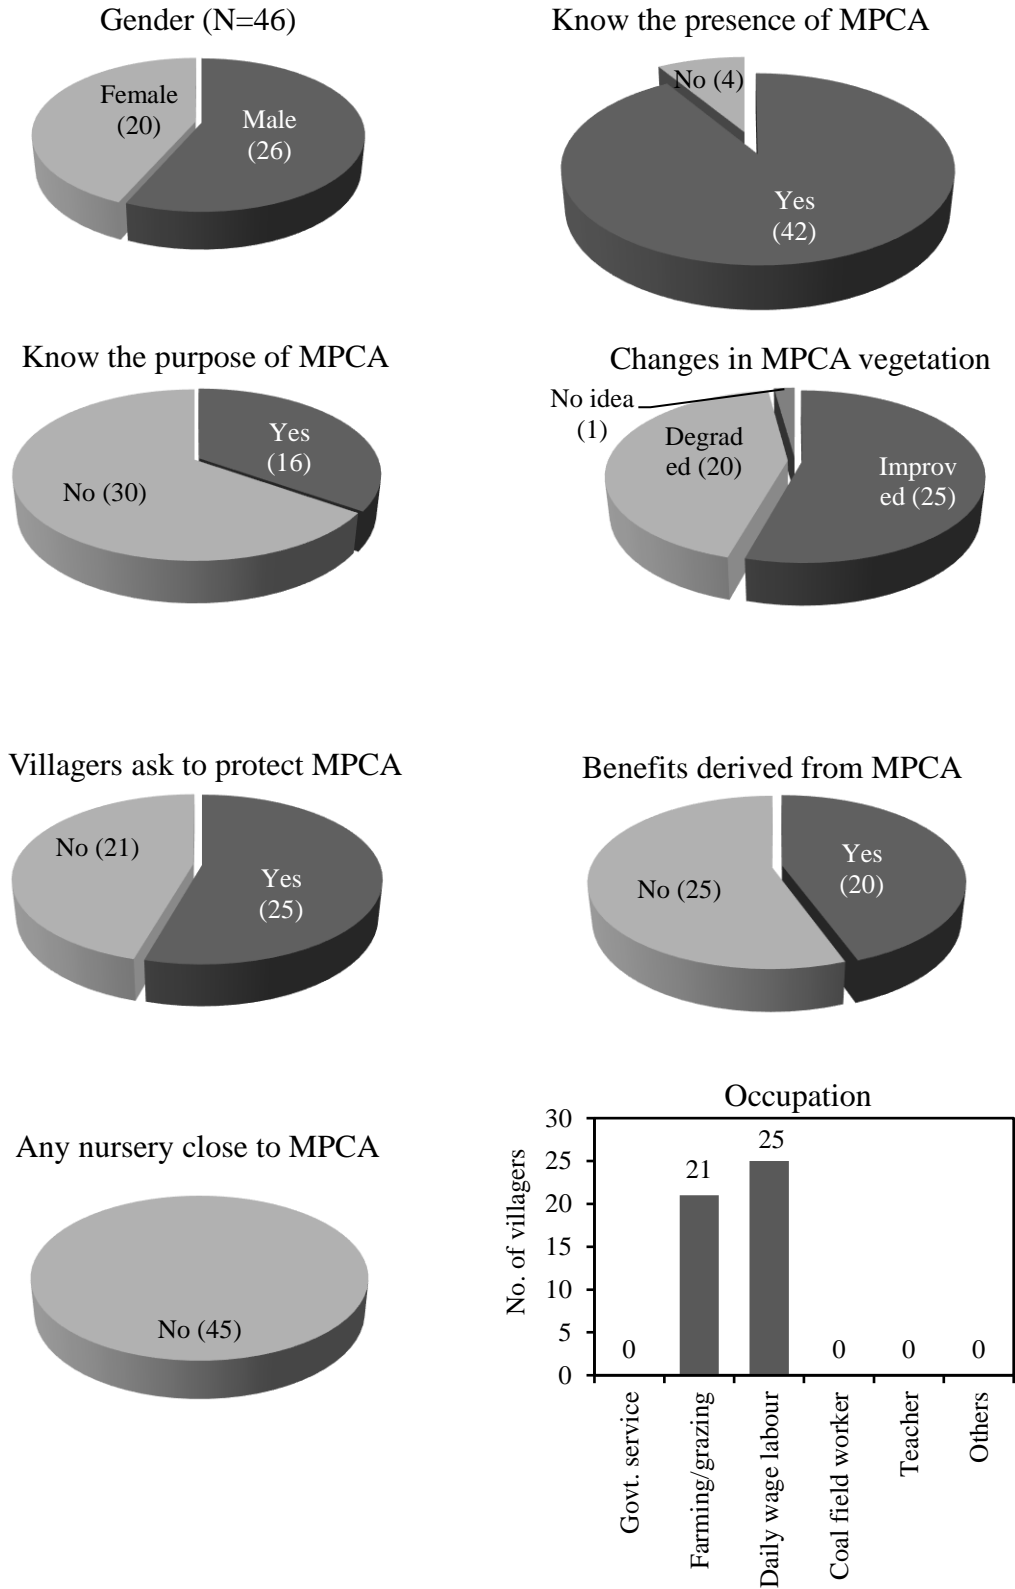 Gender (N=46)
Female
(20)
Male
(26)
Know the presence of MPCA
No (4)
Yes
(42)
Know the purpose of MPCA
Yes
(16)
No (30)
Changes in MPCA vegetation
No idea
(1)
Degrad
ed (20)
Improv
ed (25)
Villagers ask to protect MPCA
No (21)
Yes
(25)
Benefits derived from MPCA
Yes
(20)
No (25)
Any nursery close to MPCA
No (45)
Occupation
No. of villagers
30
25
20
15
10
5
0
0
21
25
0
0
0
Govt. service
Farming/grazing
Daily wage labour
Coal field worker
Teacher
Others